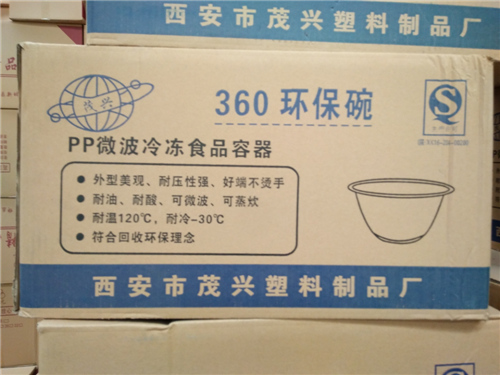 西安市茂兴塑料制品厂
茂兴
360环保碗
PP微波冷冻食品容器
外型美观、耐压性强、好端不烫手
耐油、耐酸、可微波、可蒸炊
耐温120℃，耐冷-30℃
符合回收环保理念
西安市茂兴塑料制品厂